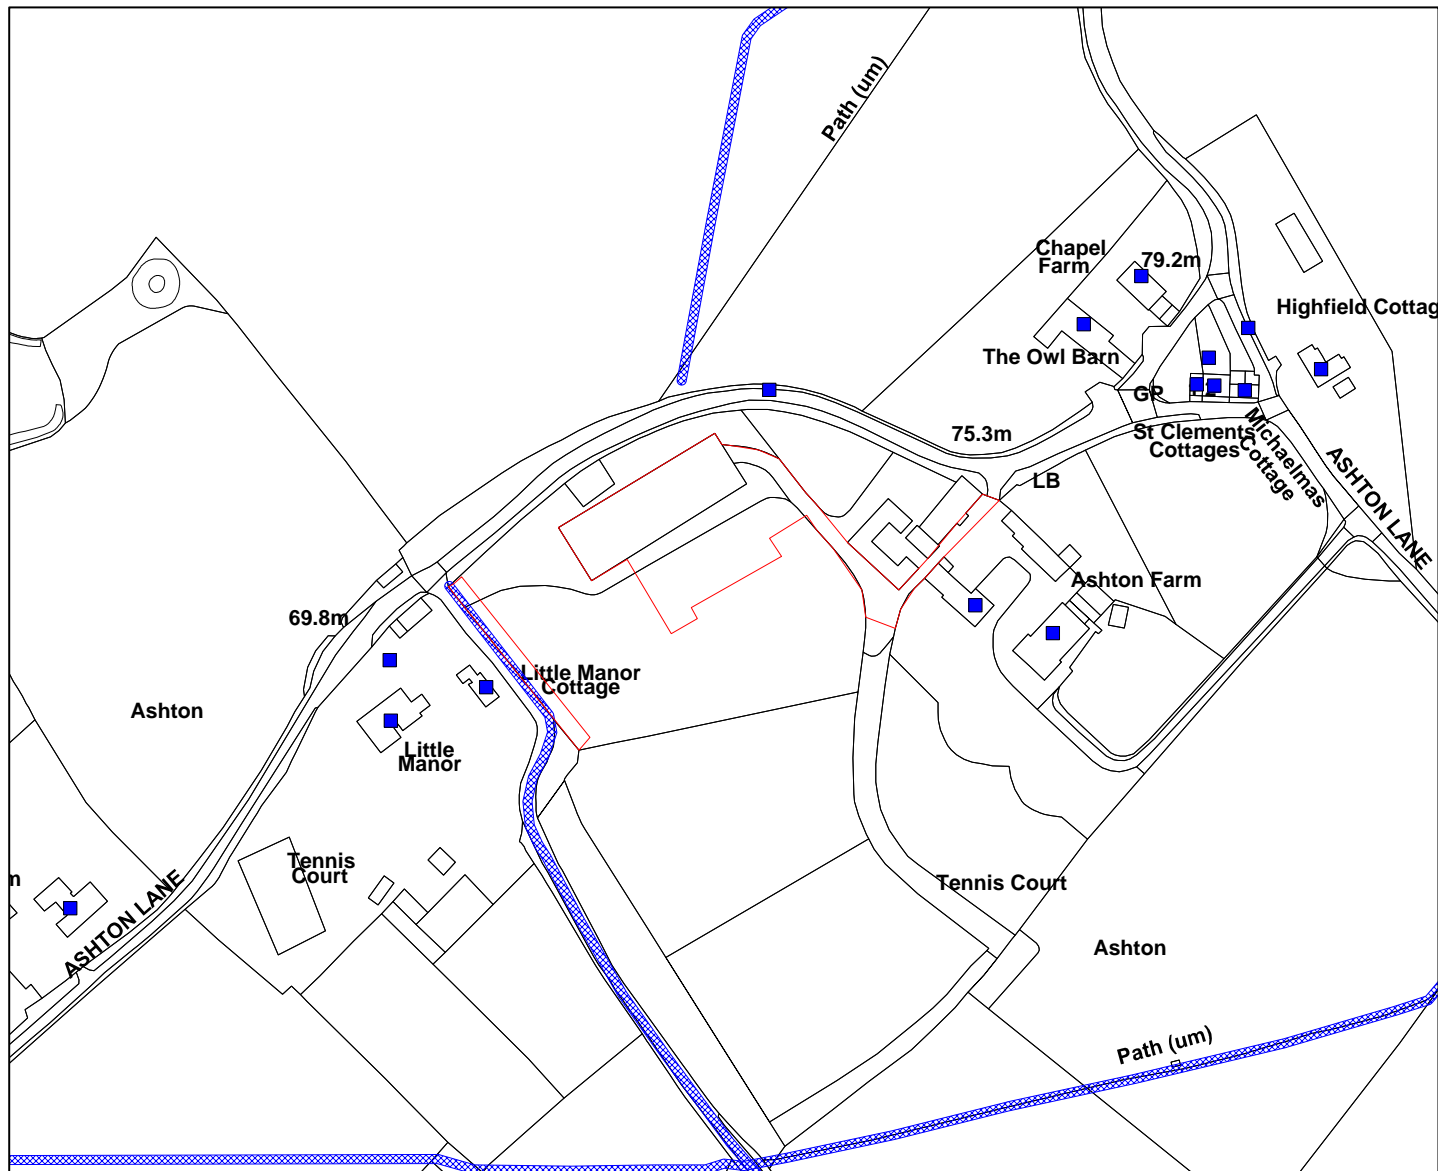 Path (um)
Chapel
Farm
79.2m
Highfield Cottag
The Owl Barn
GP
75.3m
St Clements
Cottages
Michaelmas
Cottage
ASHTON LANE
LB
Ashton Farm
69.8m
Little Manor
Cottage
Ashton
Little
Manor
Tennis
Court
m
ASHTON LANE
Tennis Court
Ashton
Path (um)